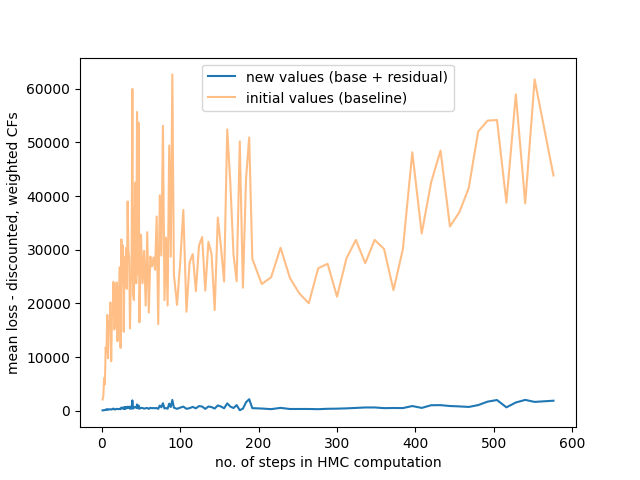 new values (base + residual)
initial values (baseline)
mean loss - discounted, weighted CFs
60000
50000
40000
30000
20000
10000
0
0 100 200 300 400 500 600
no. of steps in HMC computation